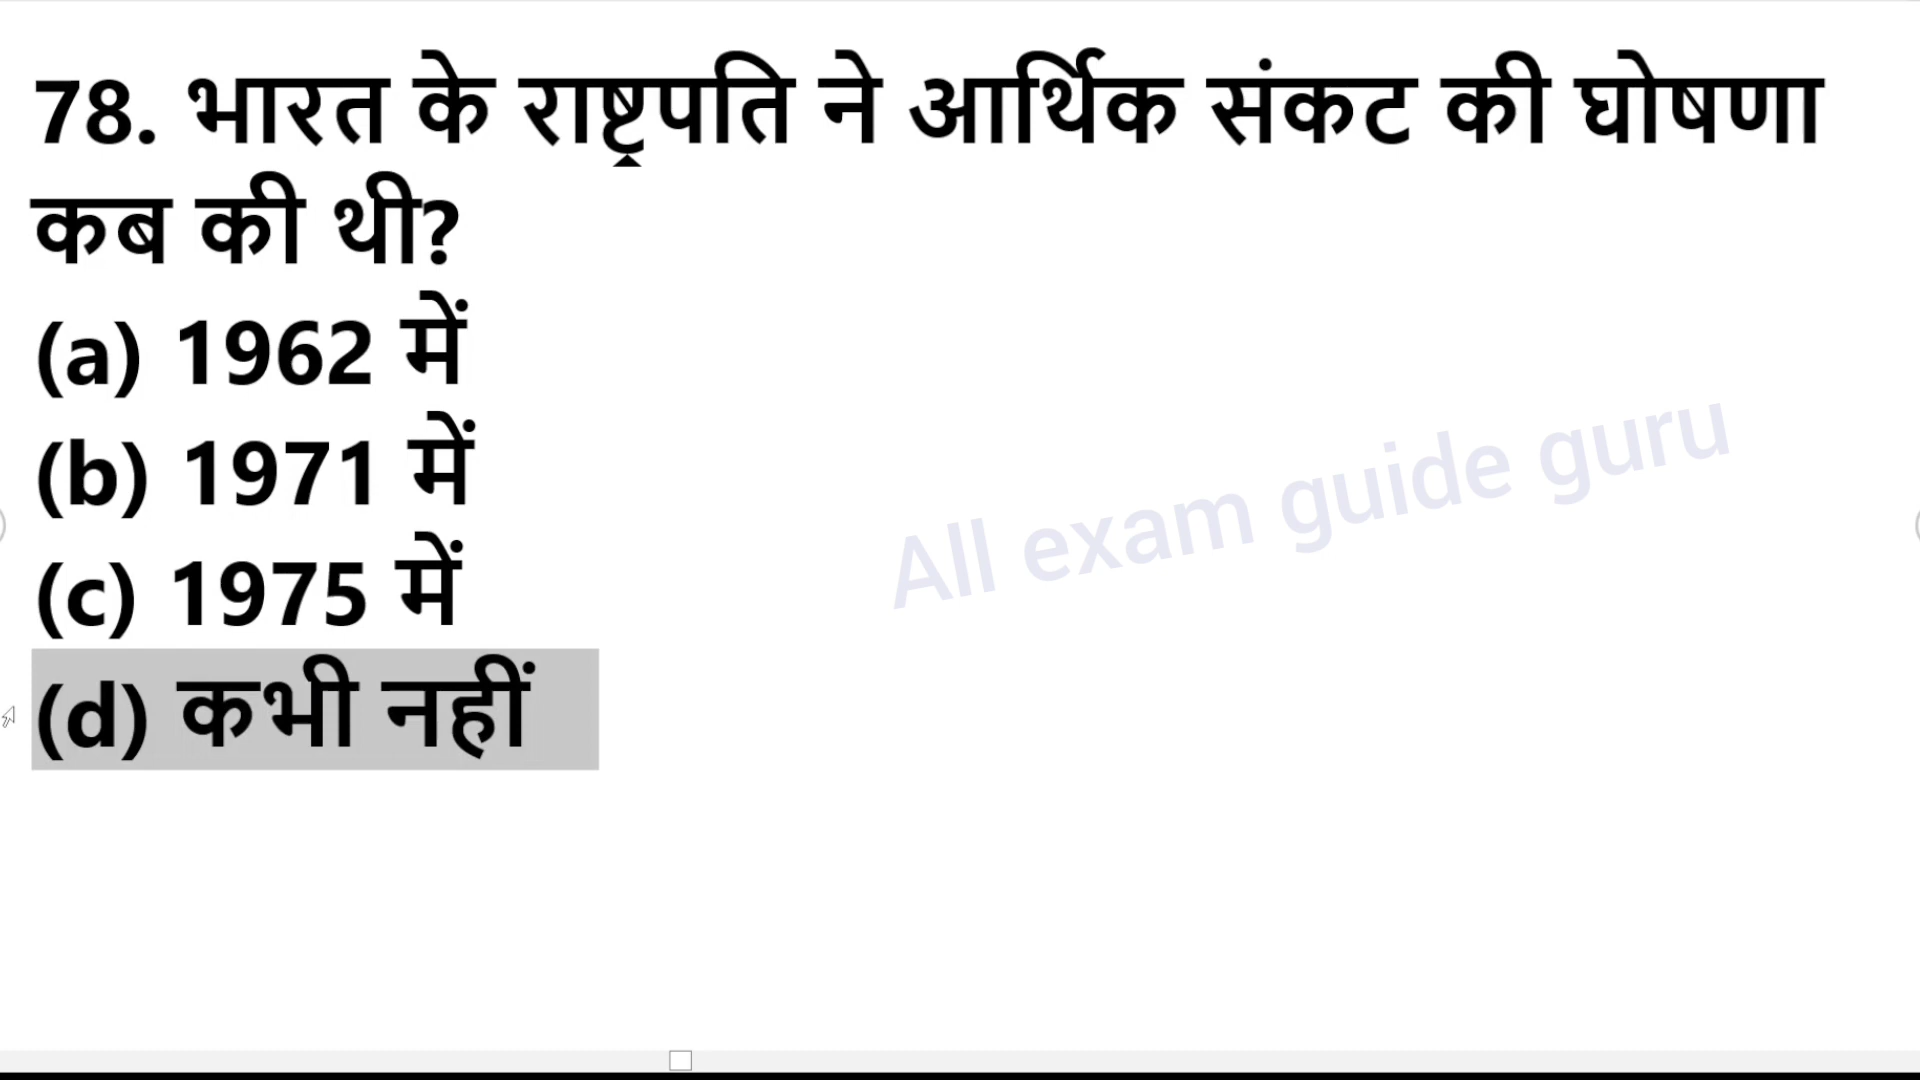 78. भारत के राष्ट्रपति ने आर्थिक संकट की घोषणा
कब की थी?
(a) 1962 में
(b) 1971 में
(c) 1975 में
(d) कभी नहीं
All exam guide guru